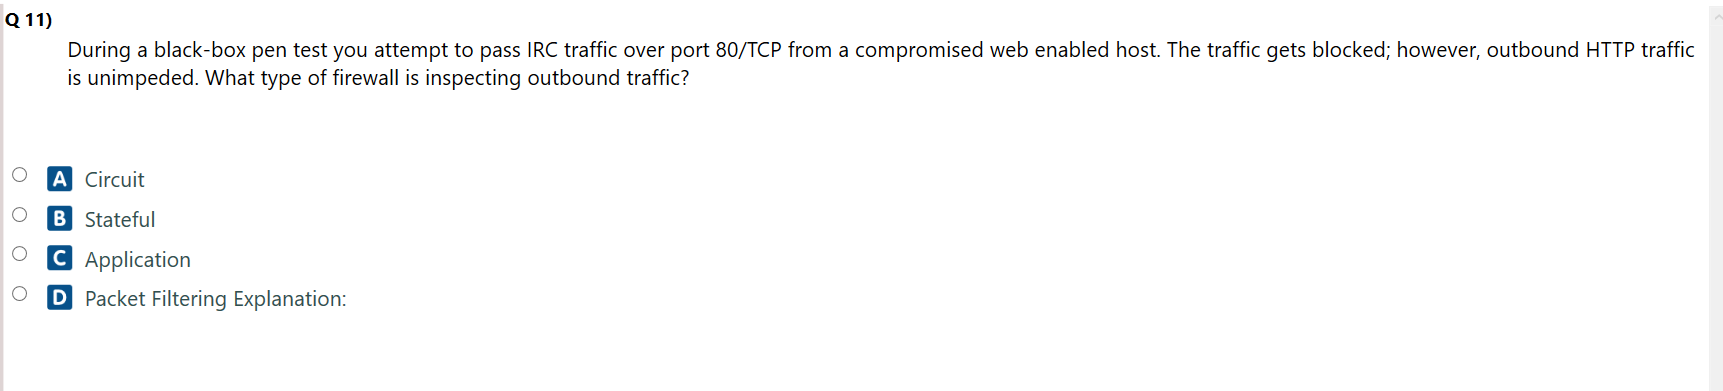 Q 11)
During a black-box pen test you attempt to pass IRC traffic over port 80/TCP from a compromised web enabled host. The traffic gets blocked; however, outbound HTTP traffic
is unimpeded. What type of firewall is inspecting outbound traffic?
A Circuit
B Stateful
C Application
D Packet Filtering Explanation: